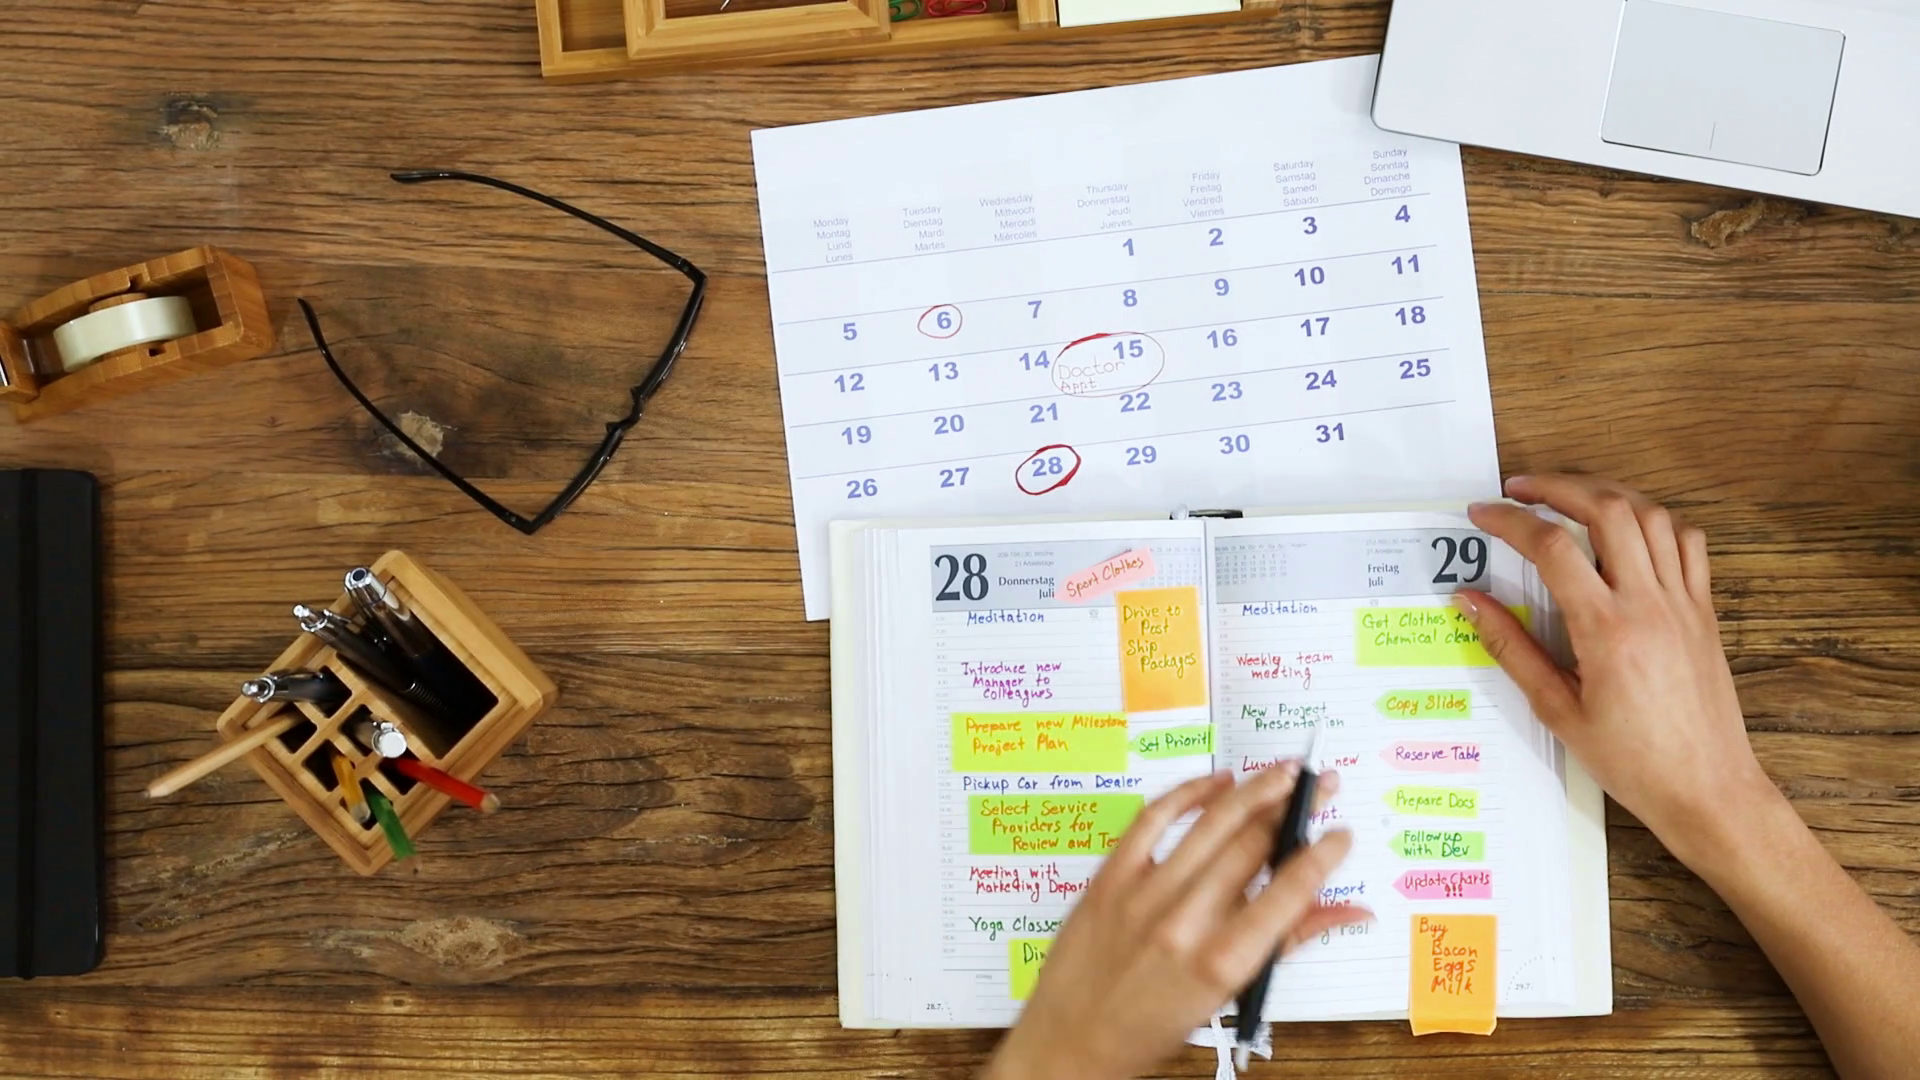 Monday
Montag
Lundi
Lunes
Tuesday
Dienstag
Mardi
Martes
Wednesday
Mittwoch
Mercedi
Miércoles
Thursday
Donnerstag
Jeudi
Jueves
Friday
Freitag
Vendredi
Viernes
Saturday
Samstag
Samedi
Sábado
Sunday
Sonntag
Dimanche
Domingo
1 2 3 4
5 6 7 8 9 10 11
12 13 14 15 16 17 18
Doctor
Appt
19 20 21 22 23 24 25
26 27 28 29 30 31
28
Donnerstag
Juli
Sport Clothes
Meditation
Drive to
Post
Ship
Packages
Introduce new
Manager to
Colleagues
Prepare new Milestone
Project Plan
Set Priorit
Pickup Car from Dealer
Select Service
Providers for
Review and Te
Meeting with
Marketing Depart
Yoga Classes
Din
28.7.
29
Freitag
Juli
Meditation
Get Clothes
Chemical clean
Weekly team
meeting
New Project
Presentation
Copy Slides
Lunch new
Reserve Table
Prepare Docs
ppt.
Follow up
with Dev
Update Charts
!!!
Report
Pool
Buy
Bacon
Eggs
Milk
29.7.